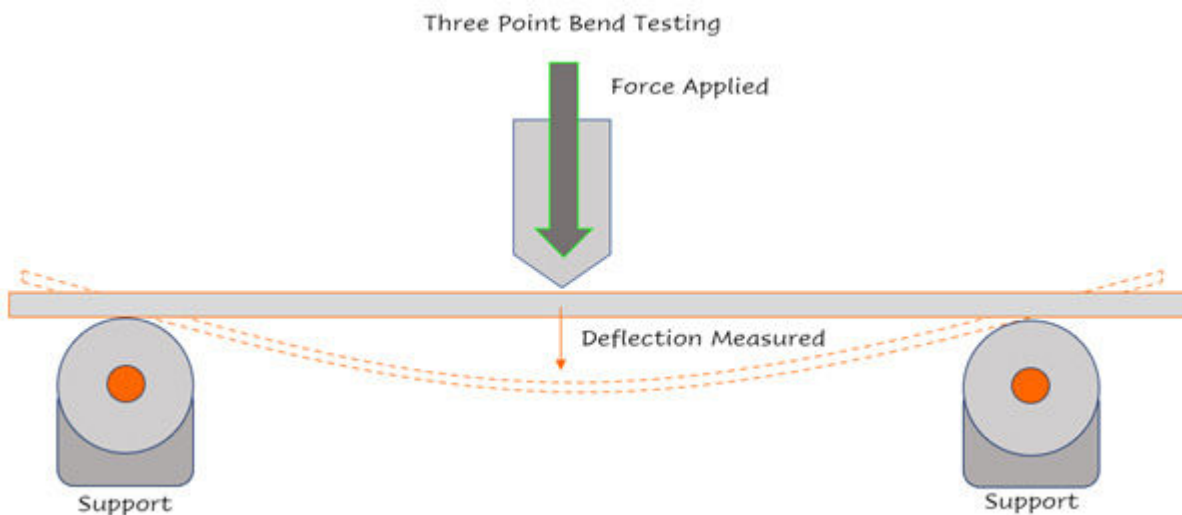 Three Point Bend Testing
Force Applied
Deflection Measured
Support
Support